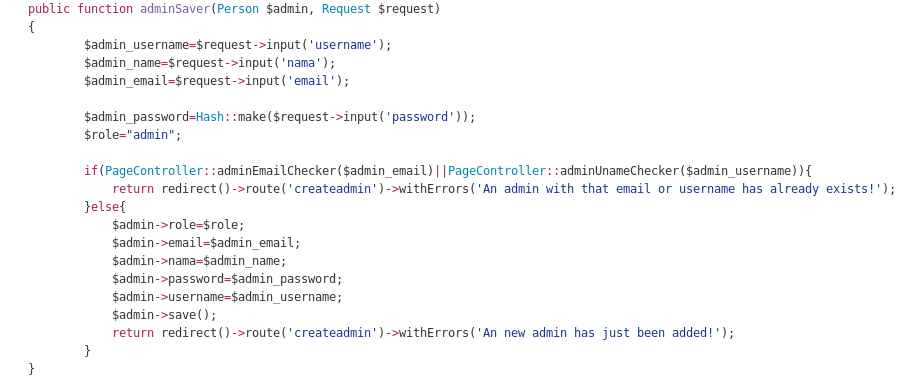 public function adminSaver(Person $admin, Request $request)
{
$admin_username=$request->input('username');
$admin_name=$request->input('nama');
$admin_email=$request->input('email');
$admin_password=Hash::make($request->input('password'));
$role="admin";
if(PageController::adminEmailChecker($admin_email)||PageController::adminUnameChecker($admin_username)){
return redirect()->route('createadmin')->withErrors('An admin with that email or username has already exists!');
}else{
$admin->role=$role;
$admin->email=$admin_email;
$admin->nama=$admin_name;
$admin->password=$admin_password;
$admin->username=$admin_username;
$admin->save();
return redirect()->route('createadmin')->withErrors('An new admin has just been added!');
}
}